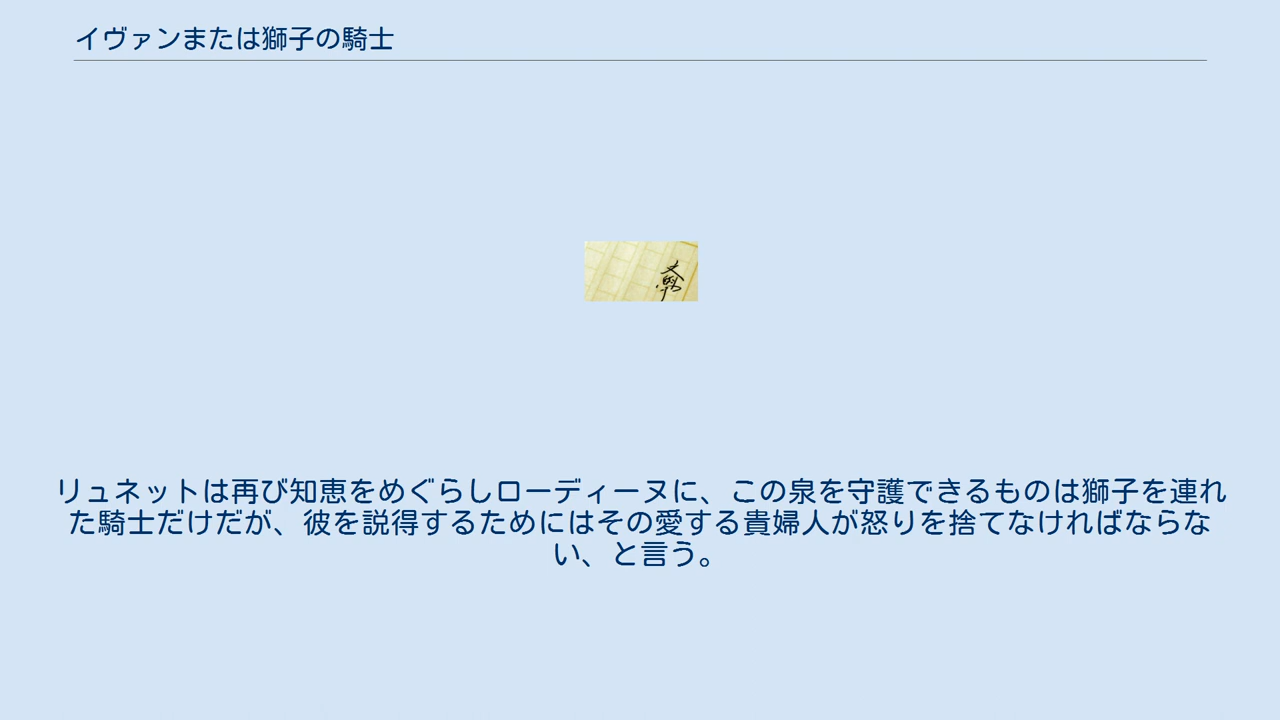 イヴァンまたは獅子の騎士
リュネットは再び知恵をめぐらしローディーヌに、この泉を守護できるものは獅子を連れ
た騎士だけだが、彼を説得するためにはその愛する貴婦人が怒りを捨てなければならな
い、と言う。